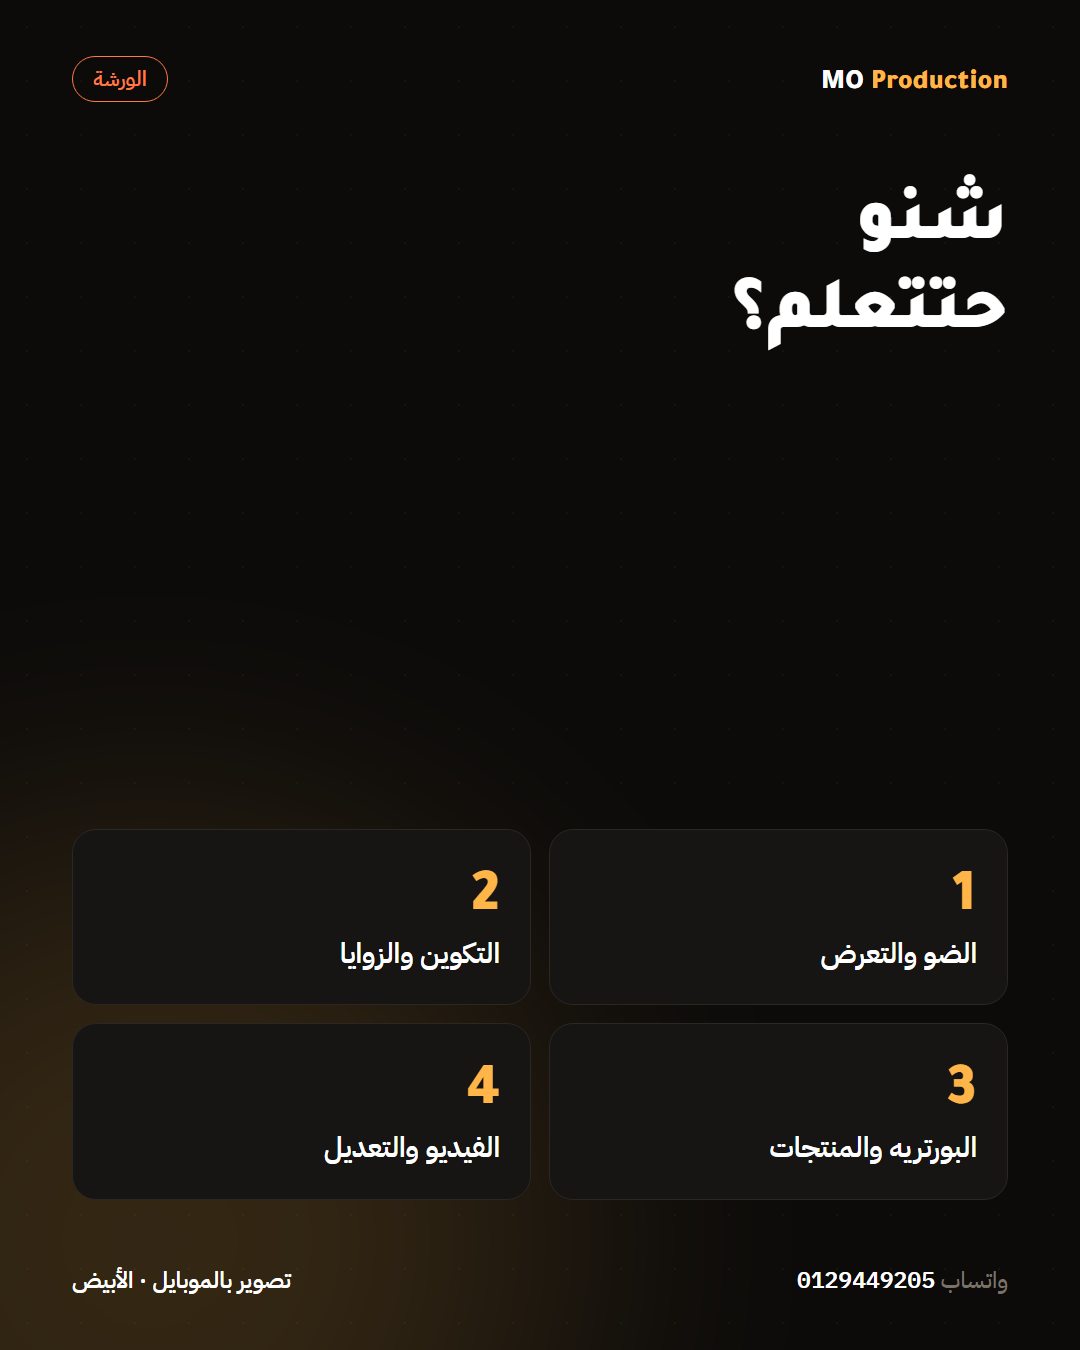 MO Production
الورشة
شنو
حتتعلم؟
1
الضو والتعرض
2
التكوين والزوايا
3
البورتريه والمنتجات
4
الفيديو والتعديل
واتساب 0129449205
تصوير بالموبايل · الأبيض